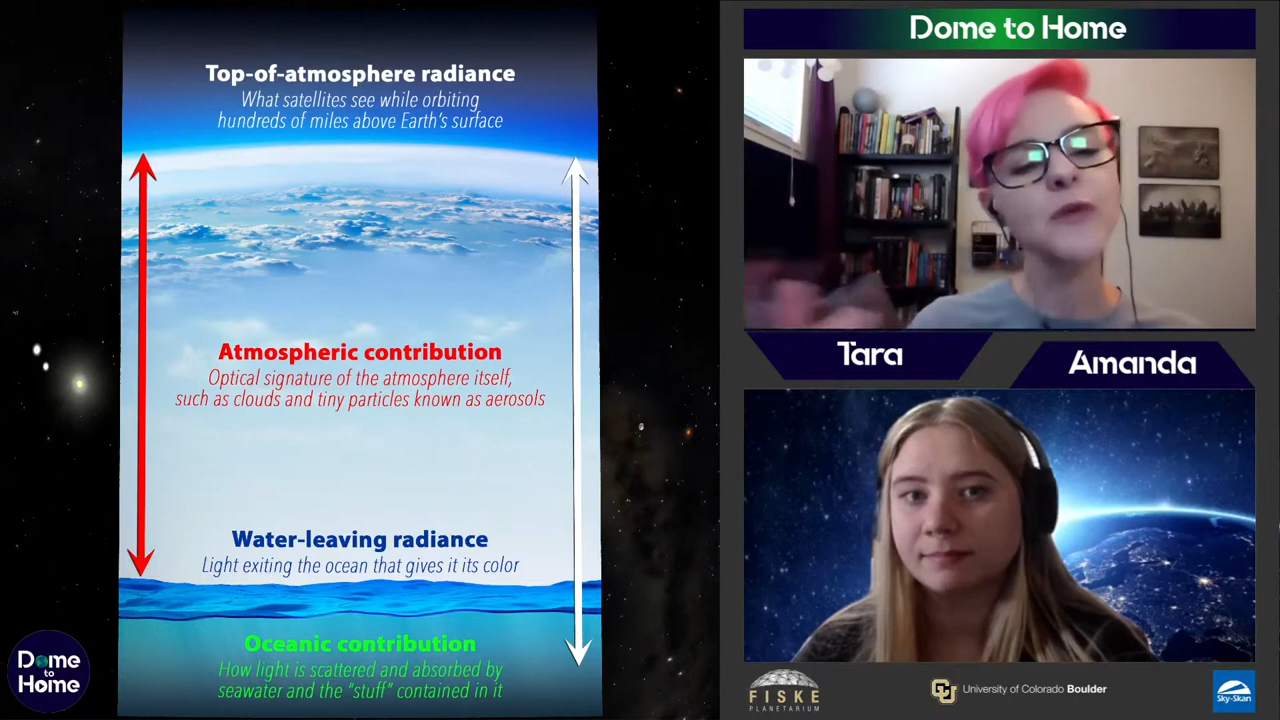 Top-of-atmosphere radiance
What satellites see while orbiting
hundreds of miles above Earth's surface
Atmospheric contribution
Optical signature of the atmosphere itself,
such as clouds and tiny particles known as aerosols
Water-leaving radiance
Light exiting the ocean that gives it its color
Oceanic contribution
How light is scattered and absorbed by
seawater and the "stuff" contained in it
Dome
to
Home
Dome to Home
Tara
Amanda
FISKE
PLANETARIUM
CU
University of Colorado Boulder
Sky-Skan